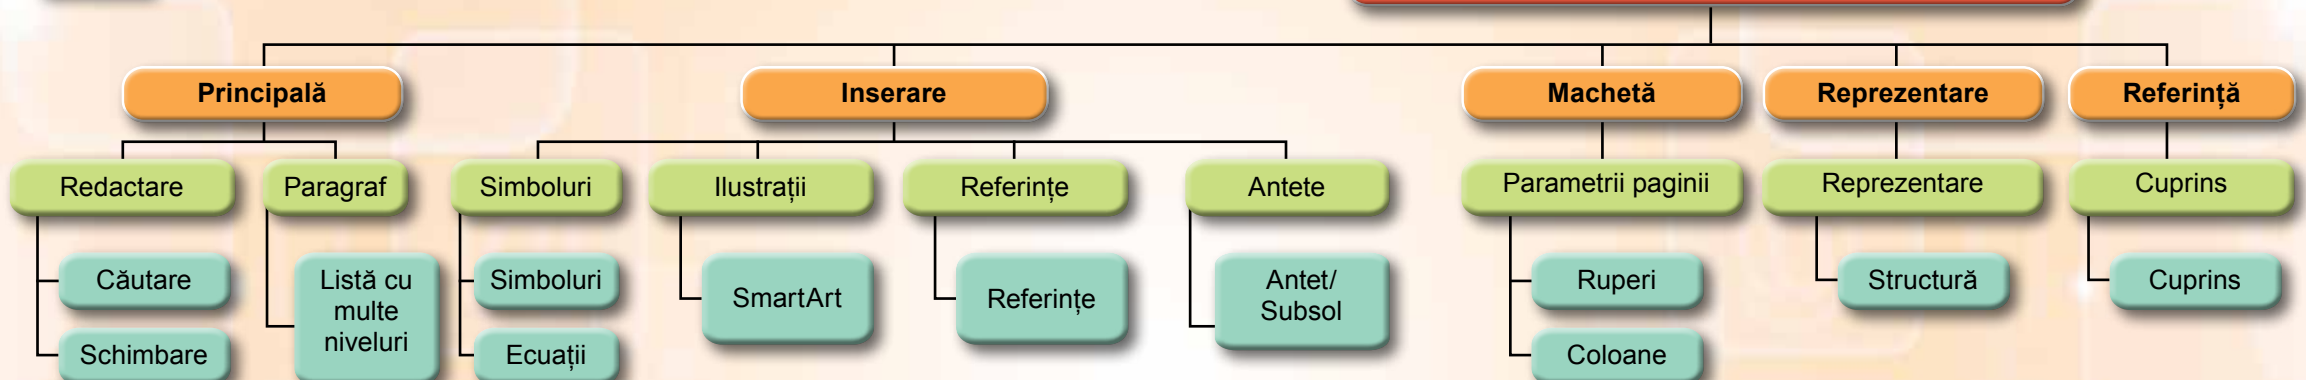 Principală
Inserare
Machetă
Reprezentare
Referință
Redactare
Paragraf
Simboluri
Ilustrații
Referințe
Antete
Parametrii paginii
Reprezentare
Cuprins
Căutare
Schimbare
Listă cu
multe
niveluri
Simboluri
Ecuații
SmartArt
Referințe
Antet/
Subsol
Ruperi
Coloane
Structură
Cuprins